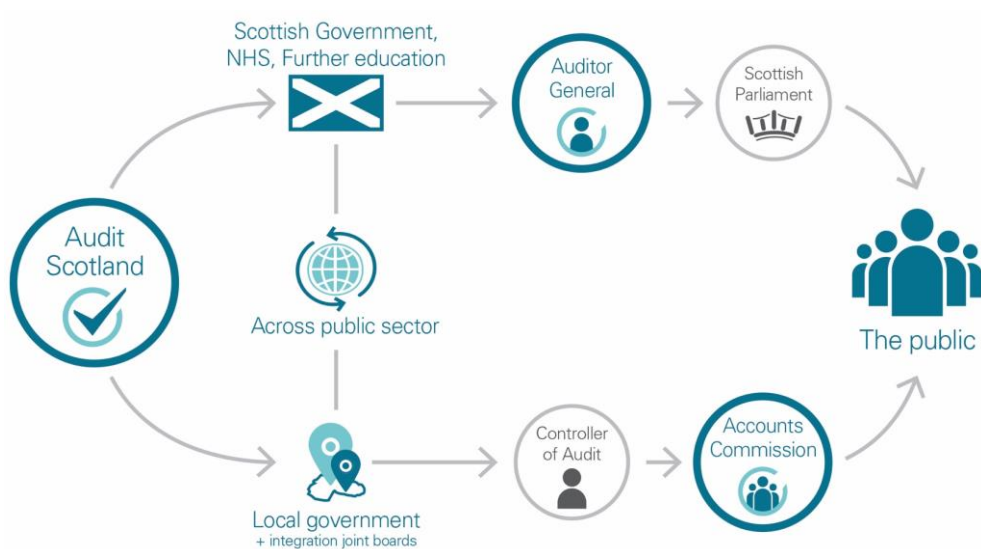 Scottish Government,
NHS, Further education
Auditor
General
Scottish
Parliament
Audit
Scotland
Across public sector
The public
Local government
+ integration joint boards
Controller
of Audit
Accounts
Commission